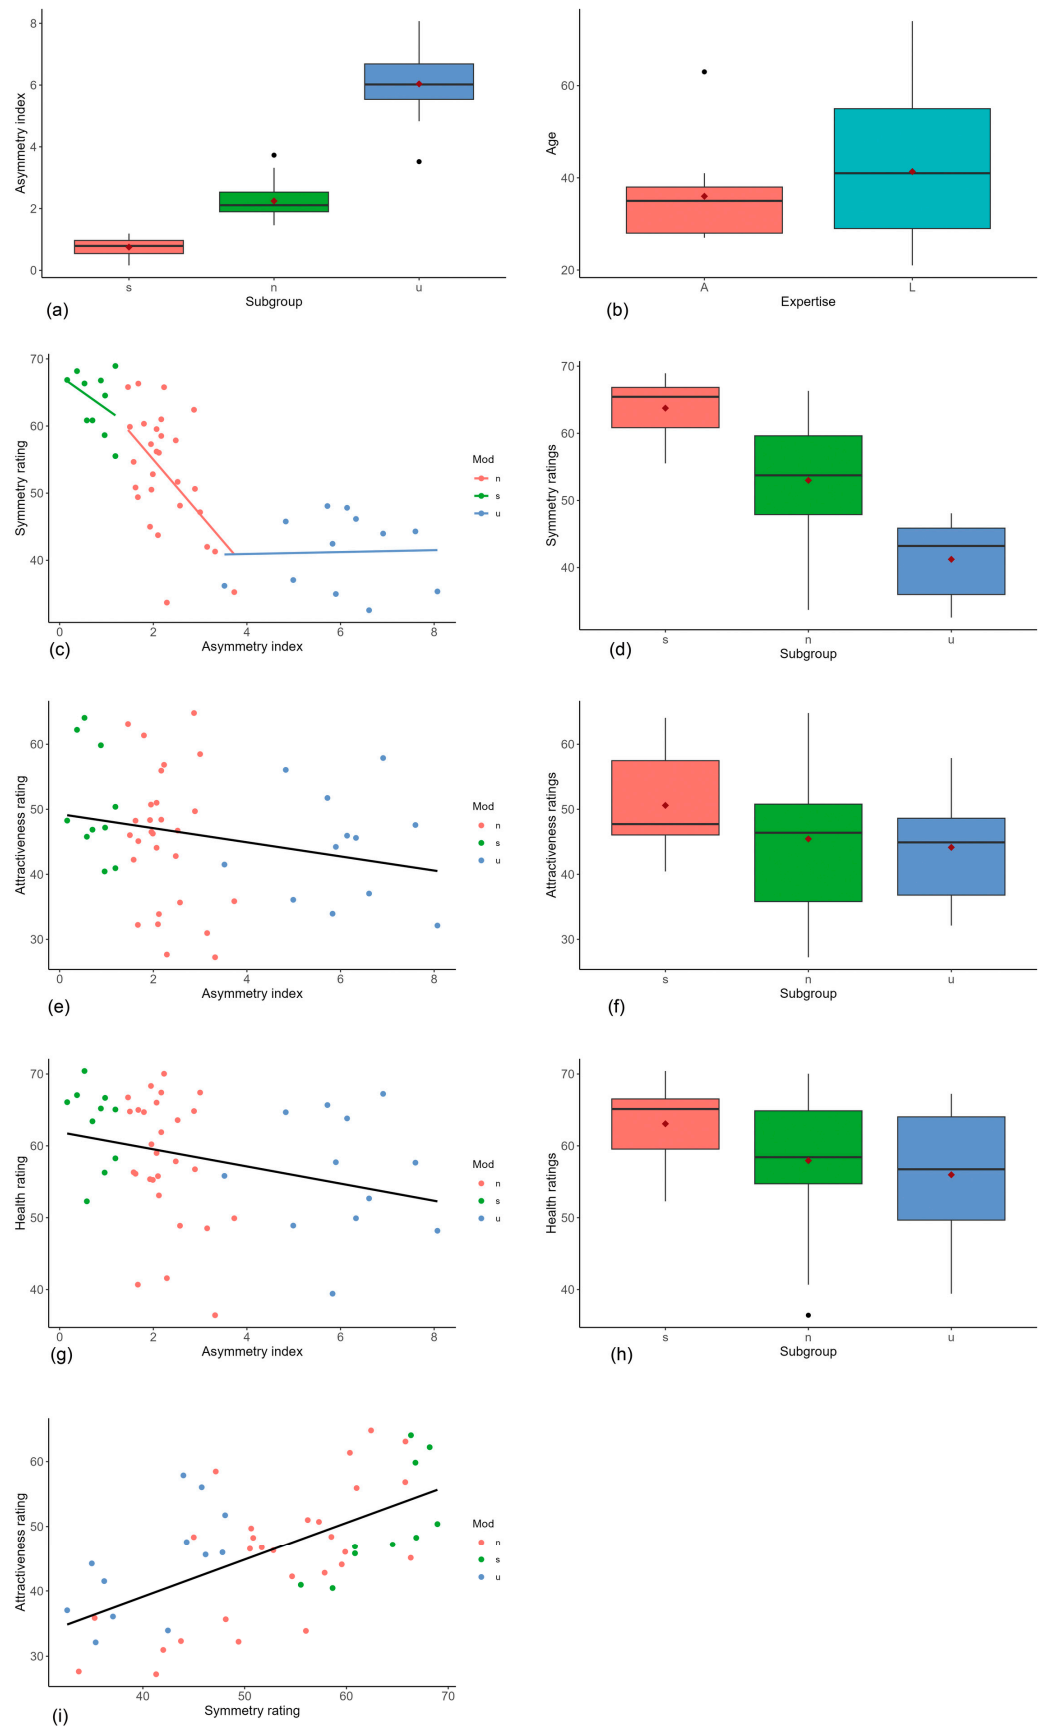 8
6
4
2
0
Asymmetry index
s n u
Subgroup
(a)
60
40
20
Age
A L
Expertise
(b)
70
60
50
40
Symmetry rating
0 2 4 6 8
Asymmetry index
(c)
Mod
n
s
u
70
60
50
40
Symmetry ratings
s n u
Subgroup
(d)
60
50
40
30
Attractiveness rating
0 2 4 6 8
Asymmetry index
(e)
Mod
n
s
u
60
50
40
30
Attractiveness ratings
s n u
Subgroup
(f)
70
60
50
40
Health rating
0 2 4 6 8
Asymmetry index
(g)
Mod
n
s
u
70
60
50
40
Health ratings
s n u
Subgroup
(h)
60
50
40
30
Attractiveness rating
40 50 60 70
Symmetry rating
(i)
Mod
n
s
u